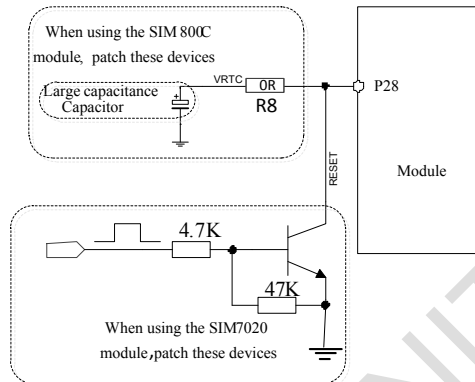 When using the SIM 800C
module, patch these devices
Large capacitance
Capacitor
VRTC
0R
R8
P28
Module
RESET
4.7K
47K
When using the SIM7020
module,patch these devices